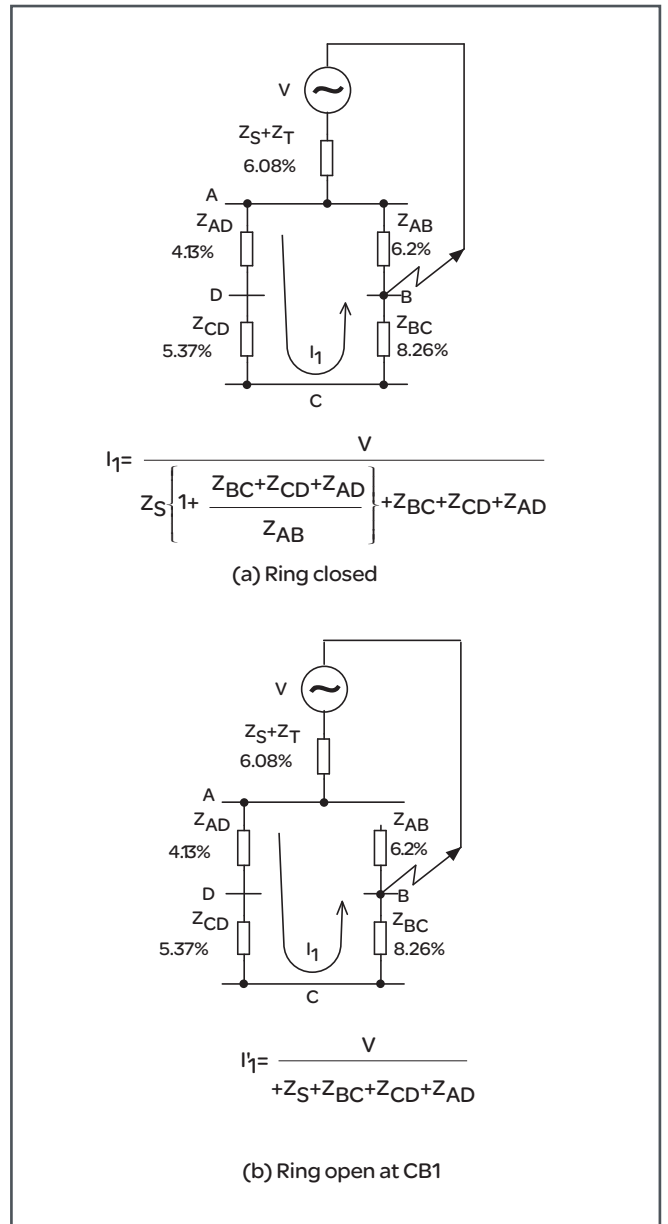 V
Z_S+Z_T
6.08%
A
Z_AD
4.13%
Z_AB
6.2%
D
B
Z_CD
5.37%
Z_BC
8.26%
I_1
C
I_1= V
Z_S{1+ Z_BC+Z_CD+Z_AD / Z_AB}+Z_BC+Z_CD+Z_AD
(a) Ring closed
V
Z_S+Z_T
6.08%
A
Z_AD
4.13%
Z_AB
6.2%
D
B
Z_CD
5.37%
Z_BC
8.26%
I_1
C
I'_1= V
+Z_S+Z_BC+Z_CD+Z_AD
(b) Ring open at CB1